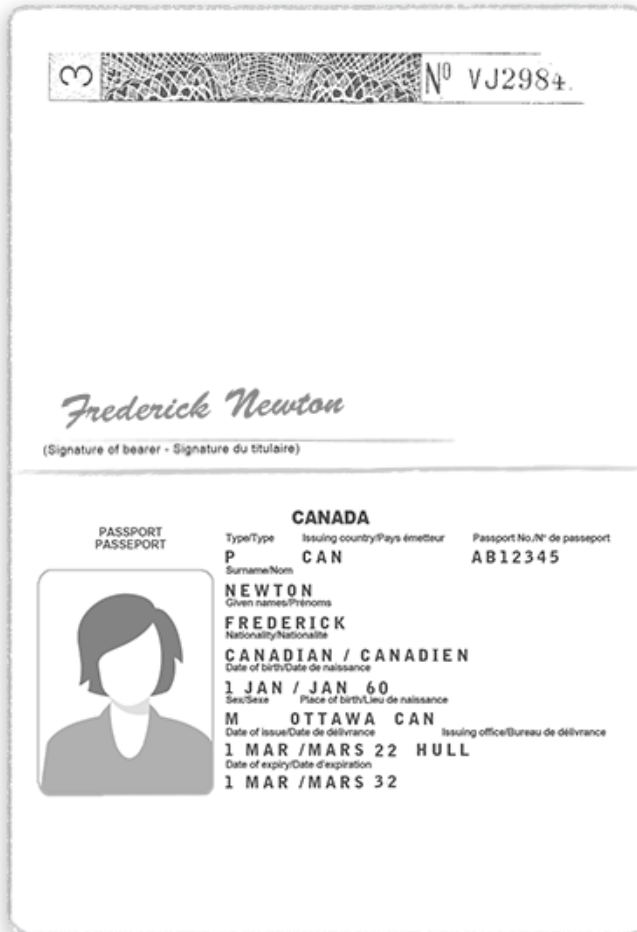 3 Nº VJ2984.
Frederick Newton
(Signature of bearer - Signature du titulaire)
CANADA
PASSPORT
PASSEPORT
Type/Type Issuing country/Pays émetteur Passport No./Nº de passeport
P CAN AB12345
Surname/Nom
NEWTON
Given names/Prénoms
FREDERICK
Nationality/Nationalité
CANADIAN / CANADIEN
Date of birth/Date de naissance
1 JAN / JAN 60
Sex/Sexe Place of birth/Lieu de naissance
M OTTAWA CAN
Date of issue/Date de délivrance Issuing office/Bureau de délivrance
1 MAR /MARS 22 HULL
Date of expiry/Date d'expiration
1 MAR /MARS 32